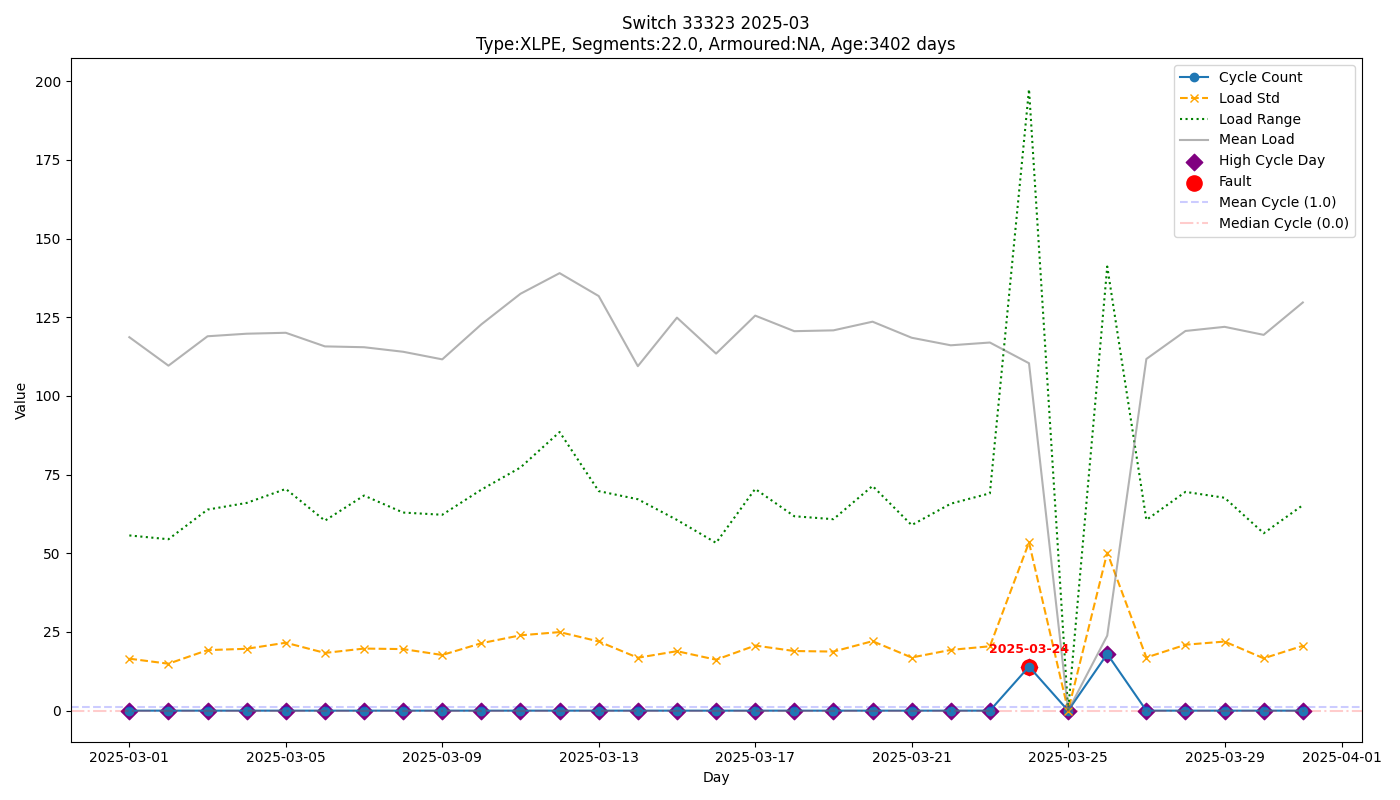 Switch 33323 2025-03
Type:XLPE, Segments:22.0, Armoured:NA, Age:3402 days
Cycle Count
Load Std
Load Range
Mean Load
High Cycle Day
Fault
Mean Cycle (1.0)
Median Cycle (0.0)
200
175
150
125
100
75
50
25
0
Value
2025-03-24
2025-03-01
2025-03-05
2025-03-09
2025-03-13
2025-03-17
2025-03-21
2025-03-25
2025-03-29
2025-04-01
Day